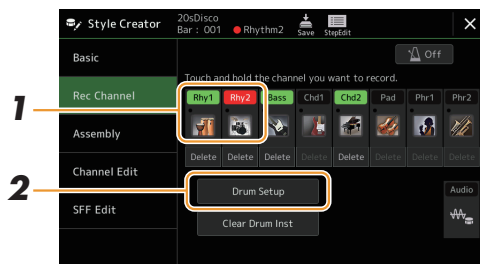 Style Creator
20sDisco
Bar : 001 Rhythm2 Save StepEdit
Basic
Off
Touch and hold the channel you want to record.
Rec Channel
Rhy1 Rhy2 Bass Chd1 Chd2 Pad Phr1 Phr2
1
Assembly
Delete Delete Delete Delete Delete Delete Delete Delete
Channel Edit
2
Drum Setup
Audio
SFF Edit
Clear Drum Inst